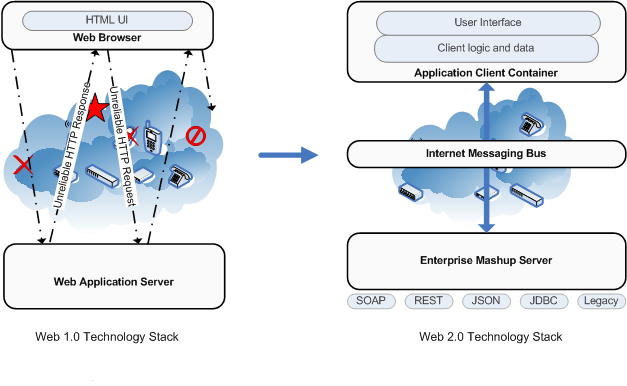 HTML UI
Web Browser
Unreliable HTTP Response
Unreliable HTTP Request
Web Application Server
Web 1.0 Technology Stack
User Interface
Client logic and data
Application Client Container
Internet Messaging Bus
Enterprise Mashup Server
SOAP REST JSON JDBC Legacy
Web 2.0 Technology Stack